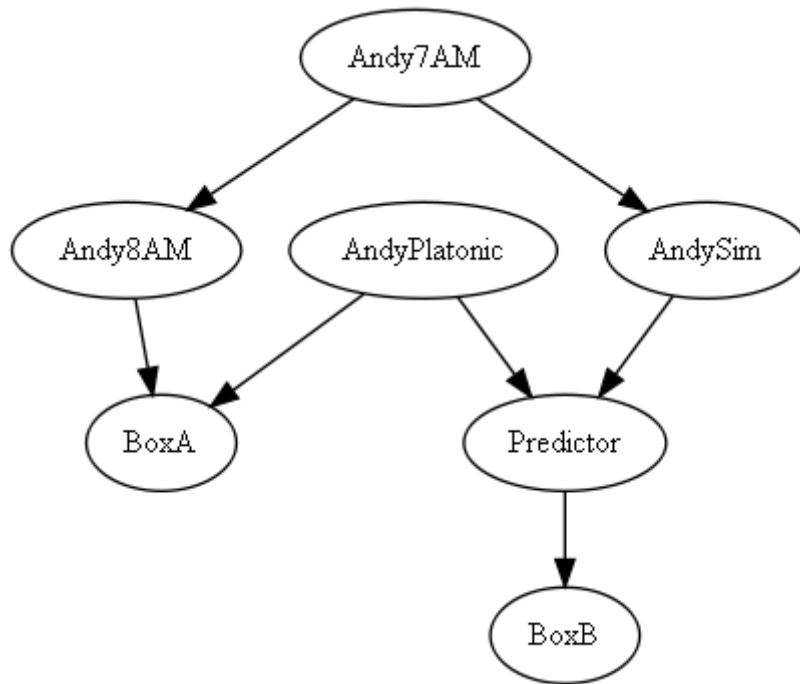 Andy7AM
Andy8AM
AndyPlatonic
AndySim
BoxA
Predictor
BoxB